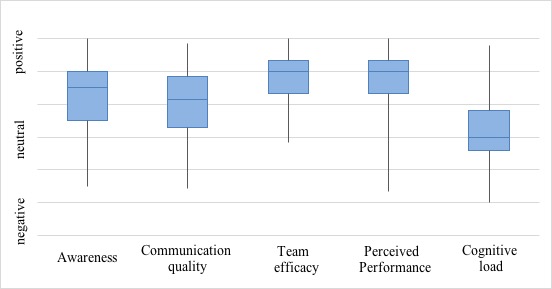 positive
neutral
negative
Awareness
Communication
quality
Team
efficacy
Perceived
Performance
Cognitive
load